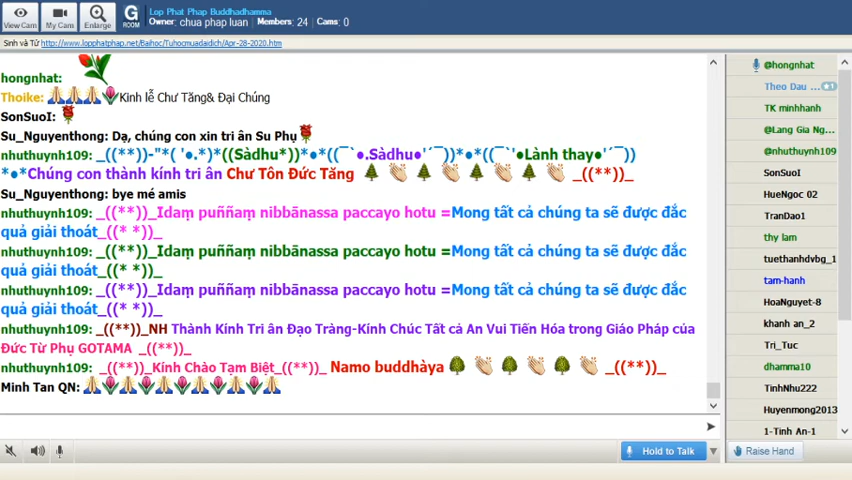 Lop Phat Phap Buddhadhamma
Owner: chua phap luan Members: 24 Cams: 0
View Cam
My Cam
Enlarge
G
ROOM
Sinh và Tử http://www.lopphatphap.net/Baihoc/Tuhocmuadaidich/Apr-28-2020.htm
hongnhat:
Thoike: Kính lễ Chư Tăng& Đại Chúng
SonSuoI:
Su_Nguyenthong: Dạ, chúng con xin tri ân Su Phụ
nhuthuynh109: _((**)-"*( '●.*)*((Sàdhu*))*●*((¯`●.Sàdhu●'´¯))*●*((¯`'●Lành thay●'´¯))
*●*Chúng con thành kính tri ân Chư Tôn Đức Tăng _((**)_
Su_Nguyenthong: bye mé amis
nhuthuynh109: _((**)_Idaṃ puññaṃ nibbānassa paccayo hotu =Mong tất cả chúng ta sẽ được đắc
quả giải thoát_((* *)_
nhuthuynh109: _((**)_Idaṃ puññaṃ nibbānassa paccayo hotu =Mong tất cả chúng ta sẽ được đắc
quả giải thoát_((* *)_
nhuthuynh109: _((**)_Idaṃ puññaṃ nibbānassa paccayo hotu =Mong tất cả chúng ta sẽ được đắc
quả giải thoát_((* *)_
nhuthuynh109: _((**)_NH Thành Kính Tri ân Đạo Tràng-Kính Chúc Tất cả An Vui Tiến Hóa trong Giáo Pháp của
Đức Từ Phụ GOTAMA _((**)_
nhuthuynh109: _((**)_Kính Chào Tạm Biệt_((**)_ Namo buddhàya _((**)_
Minh Tan QN:
@hongnhat
Theo Dau ... 1
TK minhhanh
@Lang Gia Ng...
@nhuthuynh109
SonSuoI
HueNgoc 02
TranDao1
thy lam
tuethanhdvbg_1
tam-hanh
HoaNguyet-8
khanh an_2
Tri_Tuc
dhamma10
TinhNhu222
Huyenmong2013
1-Tinh An-1
Hold to Talk
Raise Hand